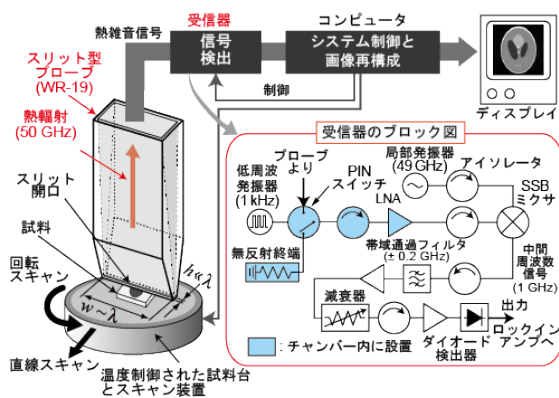 熱雑音信号
受信器
信号
検出
コンピュータ
システム制御と
画像再構成
制御
ディスプレイ
スリット型
プローブ
(WR-19)
熱輻射
(50 GHz)
スリット
開口
試料
回転
スキャン
直線スキャン
w~λ
h≪λ
温度制御された試料台
とスキャン装置
受信器のブロック図
プローブ
より
低周波
発振器
(1 kHz)
PIN
スイッチ
LNA
局部発振器
(49 GHz)
アイソレータ
SSB
ミクサ
無反射終端
帯域通過フィルタ
(± 0.2 GHz)
中間
周波数
信号
(1 GHz)
減衰器
ダイオード
検出器
出力
ロックイン
アンプへ
: チャンバー内に設置